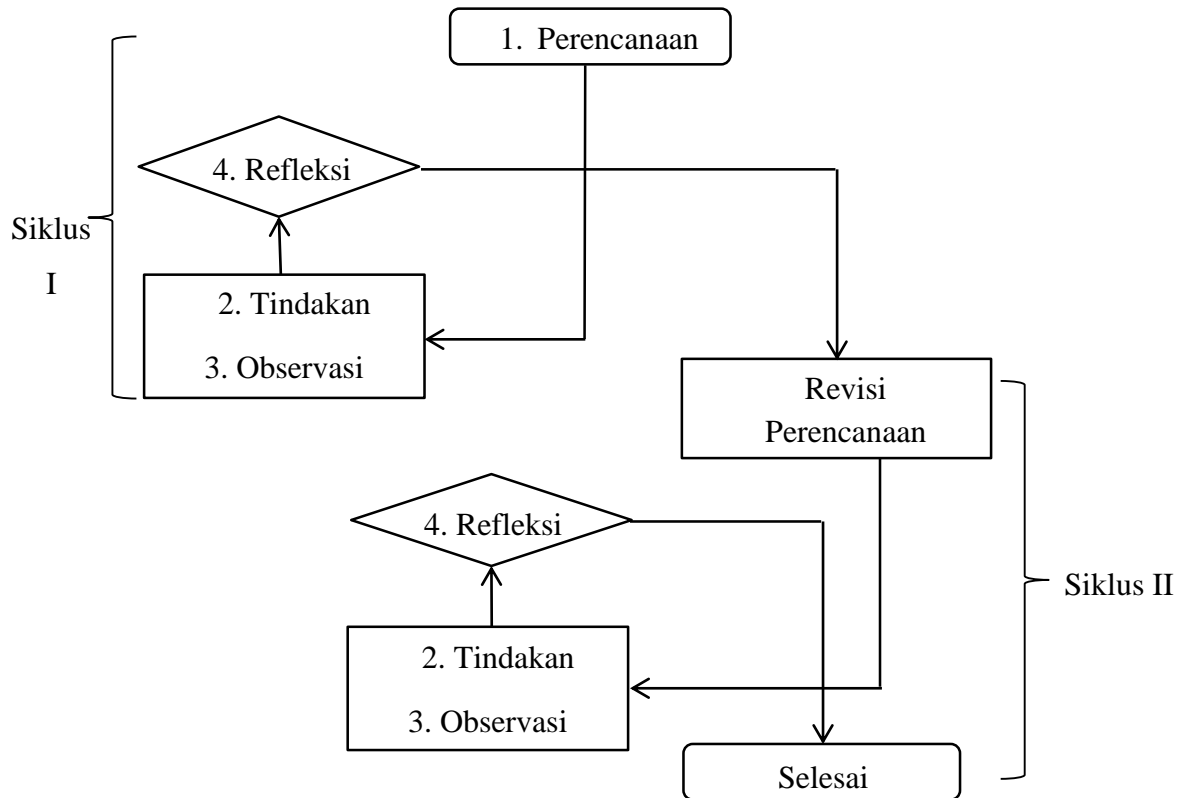 1. Perencanaan
4. Refleksi
Siklus
I
2. Tindakan
3. Observasi
Revisi
Perencanaan
4. Refleksi
Siklus II
2. Tindakan
3. Observasi
Selesai